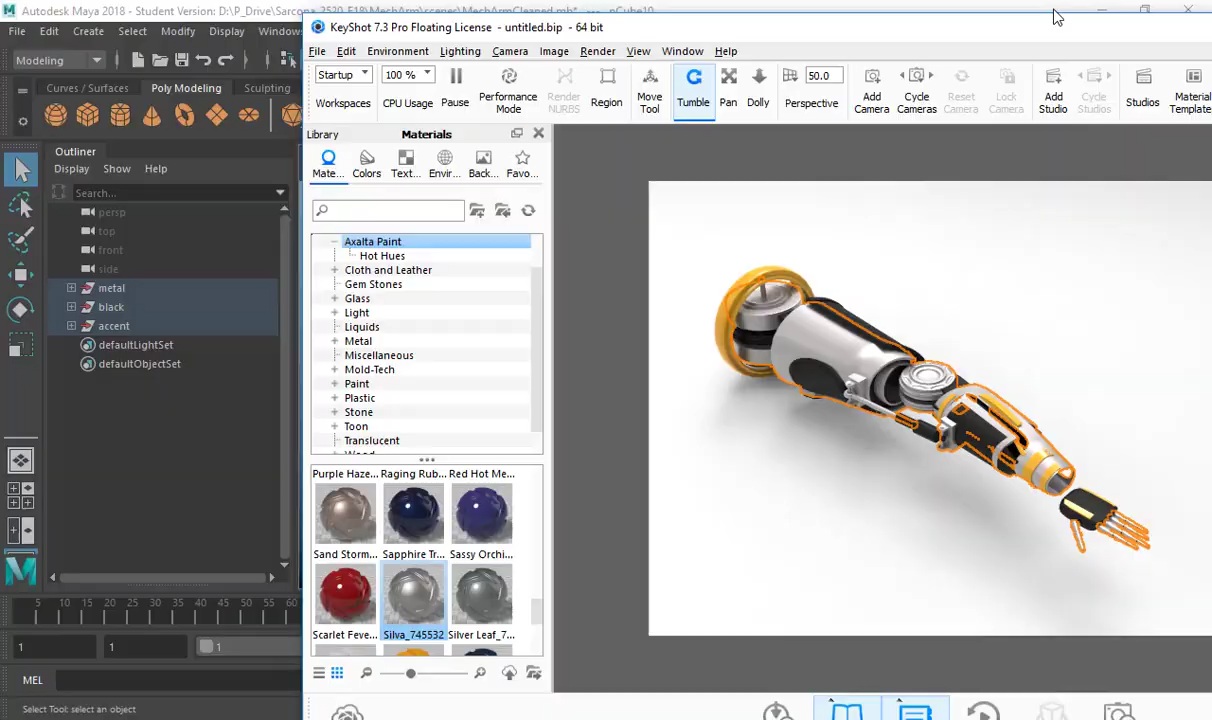 Autodesk Maya 2018 - Student Version: D:\P_Drive\Sarcona_2520_F18\MechArm\scenes\MechArmCleaned.mb* --- pCube10
File Edit Create Select Modify Display Windows
Modeling
Curves / Surfaces Poly Modeling Sculpting
Outliner
Display Show Help
Search...
persp
top
front
side
metal
black
accent
defaultLightSet
defaultObjectSet
5 10 15 20 25 30 35 40 45 50 55 60
1 1 1
MEL
Select Tool: select an object
KeyShot 7.3 Pro Floating License - untitled.bip - 64 bit
File Edit Environment Lighting Camera Image Render View Window Help
Startup 100 % 50.0
Workspaces CPU Usage Pause Performance Mode Render NURBS Region Move Tool Tumble Pan Dolly Perspective Add Camera Cycle Cameras Reset Camera Lock Camera Add Studio Cycle Studios Studios Material Template
Library Materials
Mate... Colors Text... Envir... Back... Favo...
Axalta Paint
Hot Hues
Cloth and Leather
Gem Stones
Glass
Light
Liquids
Metal
Miscellaneous
Mold-Tech
Paint
Plastic
Stone
Toon
Translucent
Purple Haze... Raging Rub... Red Hot Me...
Sand Storm... Sapphire Tr... Sassy Orchi...
Scarlet Feve... Silva_745532 Silver Leaf_7...